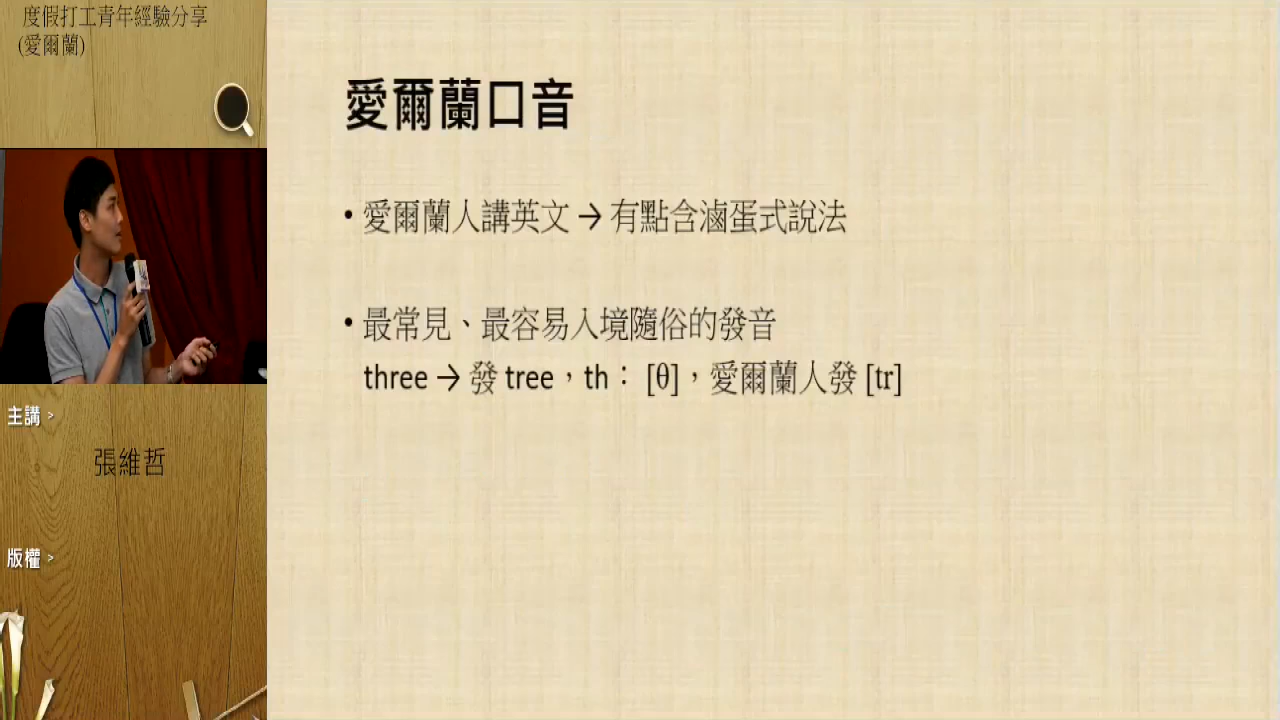 度假打工青年經驗分享
(愛爾蘭)
主講 >
張維哲
版權 >
愛爾蘭口音
• 愛爾蘭人講英文 → 有點含滷蛋式說法
• 最常見、最容易入境隨俗的發音
three → 發 tree，th： [θ]，愛爾蘭人發 [tr]